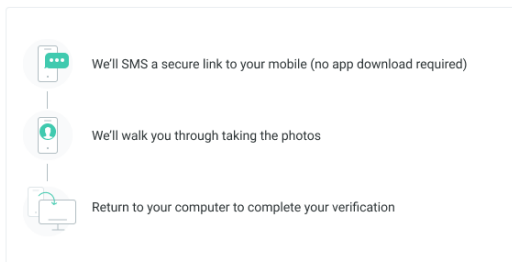 We'll SMS a secure link to your mobile (no app download required)
We'll walk you through taking the photos
Return to your computer to complete your verification